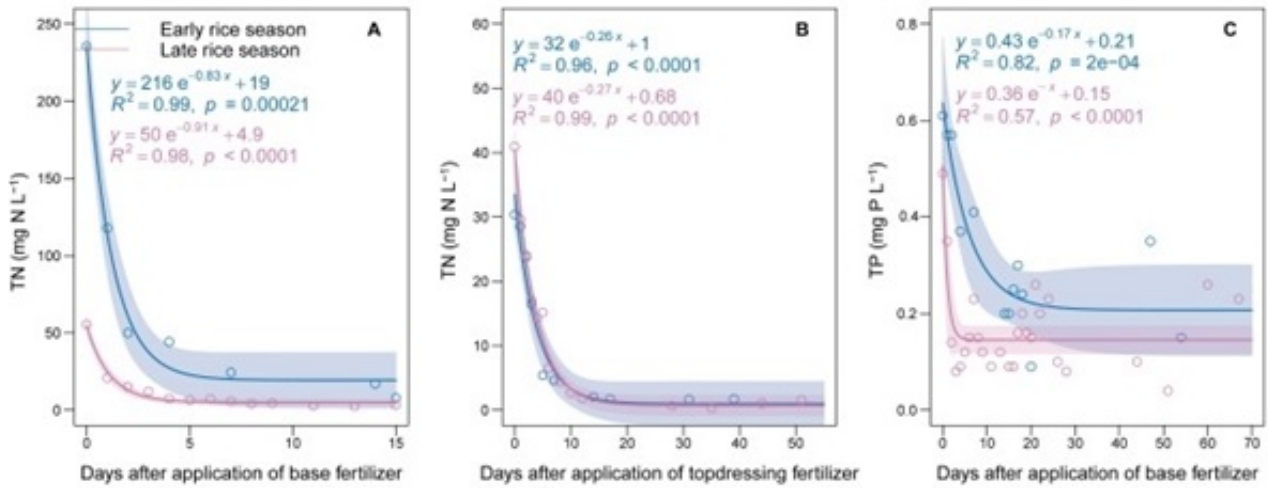 A
Early rice season
Late rice season
y = 216 e^−0.83 x + 19
R² = 0.99, p = 0.00021
y = 50 e^−0.91 x + 4.9
R² = 0.98, p < 0.0001
TN (mg N L⁻¹)
250
200
150
100
50
0
0 5 10 15
Days after application of base fertilizer
B
y = 32 e^−0.26 x + 1
R² = 0.96, p < 0.0001
y = 40 e^−0.27 x + 0.68
R² = 0.99, p < 0.0001
TN (mg N L⁻¹)
60
50
40
30
20
10
0
0 10 20 30 40 50
Days after application of topdressing fertilizer
C
y = 0.43 e^−0.17 x + 0.21
R² = 0.82, p = 2e−04
y = 0.36 e^−x + 0.15
R² = 0.57, p < 0.0001
TP (mg P L⁻¹)
0.8
0.6
0.4
0.2
0.0
0 10 20 30 40 50 60 70
Days after application of base fertilizer